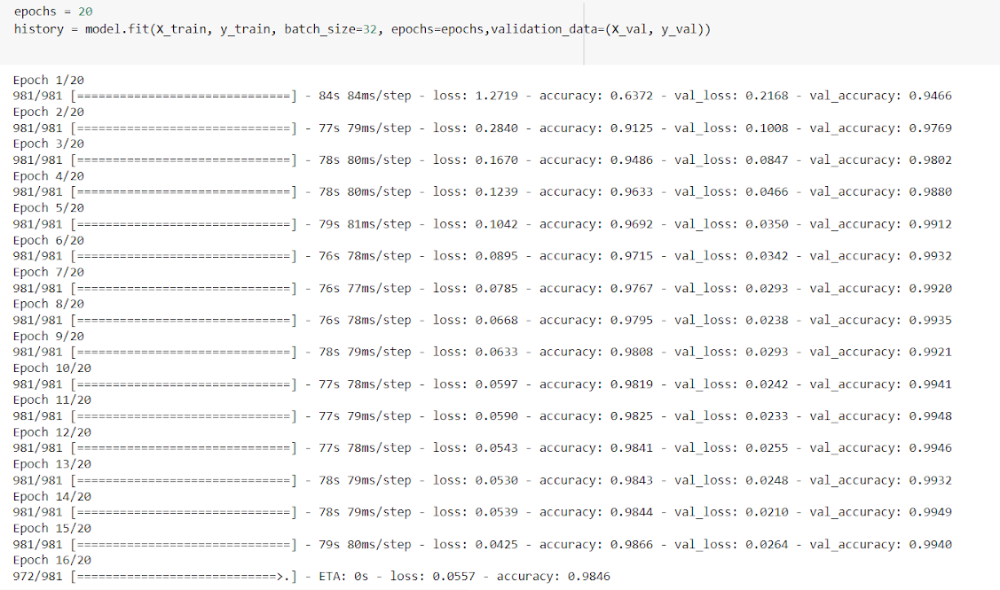 epochs = 20
history = model.fit(X_train, y_train, batch_size=32, epochs=epochs,validation_data=(X_val, y_val))
Epoch 1/20
981/981 [==============================] - 84s 84ms/step - loss: 1.2719 - accuracy: 0.6372 - val_loss: 0.2168 - val_accuracy: 0.9466
Epoch 2/20
981/981 [==============================] - 77s 79ms/step - loss: 0.2840 - accuracy: 0.9125 - val_loss: 0.1008 - val_accuracy: 0.9769
Epoch 3/20
981/981 [==============================] - 78s 80ms/step - loss: 0.1670 - accuracy: 0.9486 - val_loss: 0.0847 - val_accuracy: 0.9802
Epoch 4/20
981/981 [==============================] - 78s 80ms/step - loss: 0.1239 - accuracy: 0.9633 - val_loss: 0.0466 - val_accuracy: 0.9880
Epoch 5/20
981/981 [==============================] - 79s 81ms/step - loss: 0.1042 - accuracy: 0.9692 - val_loss: 0.0350 - val_accuracy: 0.9912
Epoch 6/20
981/981 [==============================] - 76s 78ms/step - loss: 0.0895 - accuracy: 0.9715 - val_loss: 0.0342 - val_accuracy: 0.9932
Epoch 7/20
981/981 [==============================] - 76s 77ms/step - loss: 0.0785 - accuracy: 0.9767 - val_loss: 0.0293 - val_accuracy: 0.9920
Epoch 8/20
981/981 [==============================] - 76s 78ms/step - loss: 0.0668 - accuracy: 0.9795 - val_loss: 0.0238 - val_accuracy: 0.9935
Epoch 9/20
981/981 [==============================] - 78s 79ms/step - loss: 0.0633 - accuracy: 0.9808 - val_loss: 0.0293 - val_accuracy: 0.9921
Epoch 10/20
981/981 [==============================] - 77s 78ms/step - loss: 0.0597 - accuracy: 0.9819 - val_loss: 0.0242 - val_accuracy: 0.9941
Epoch 11/20
981/981 [==============================] - 77s 79ms/step - loss: 0.0590 - accuracy: 0.9825 - val_loss: 0.0233 - val_accuracy: 0.9948
Epoch 12/20
981/981 [==============================] - 77s 78ms/step - loss: 0.0543 - accuracy: 0.9841 - val_loss: 0.0255 - val_accuracy: 0.9946
Epoch 13/20
981/981 [==============================] - 78s 79ms/step - loss: 0.0530 - accuracy: 0.9843 - val_loss: 0.0248 - val_accuracy: 0.9932
Epoch 14/20
981/981 [==============================] - 78s 79ms/step - loss: 0.0539 - accuracy: 0.9844 - val_loss: 0.0210 - val_accuracy: 0.9949
Epoch 15/20
981/981 [==============================] - 79s 80ms/step - loss: 0.0425 - accuracy: 0.9866 - val_loss: 0.0264 - val_accuracy: 0.9940
Epoch 16/20
972/981 [============================>.] - ETA: 0s - loss: 0.0557 - accuracy: 0.9846